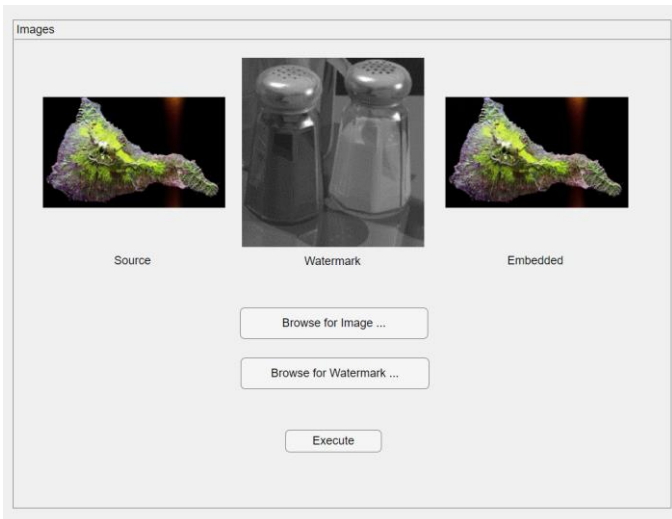 Images
Source
Watermark
Embedded
Browse for Image ...
Browse for Watermark ...
Execute